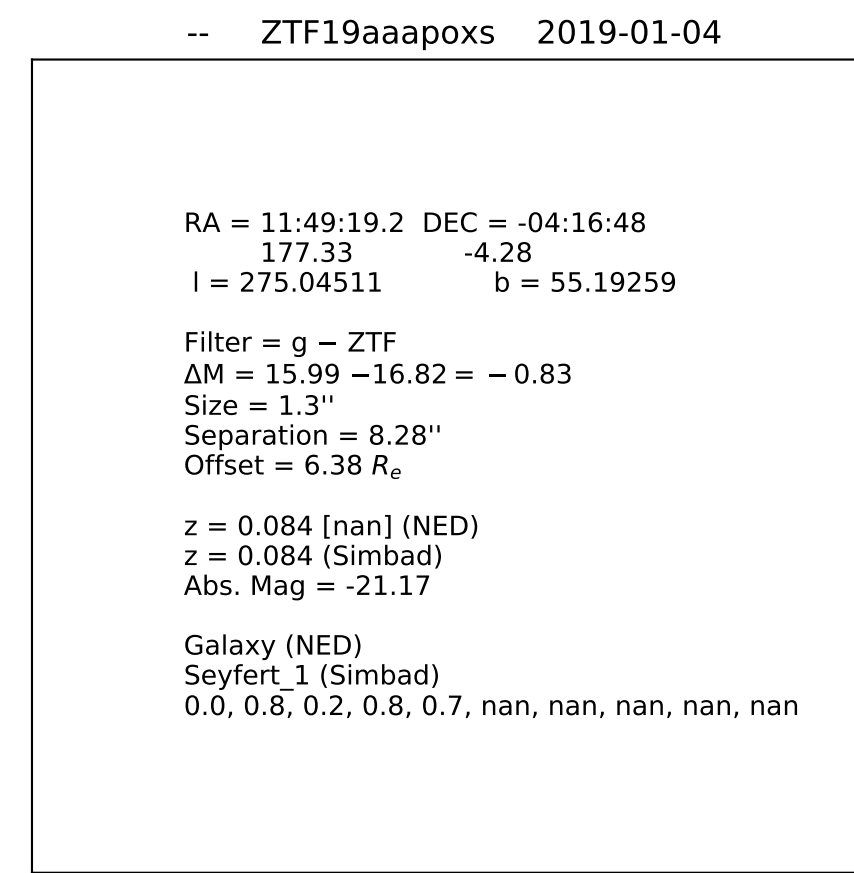 -- ZTF19aaapoxs 2019-01-04
RA = 11:49:19.2 DEC = -04:16:48
177.33 -4.28
l = 275.04511 b = 55.19259
Filter = g − ZTF
ΔM = 15.99 −16.82 = −0.83
Size = 1.3''
Separation = 8.28''
Offset = 6.38 Re
z = 0.084 [nan] (NED)
z = 0.084 (Simbad)
Abs. Mag = -21.17
Galaxy (NED)
Seyfert_1 (Simbad)
0.0, 0.8, 0.2, 0.8, 0.7, nan, nan, nan, nan, nan